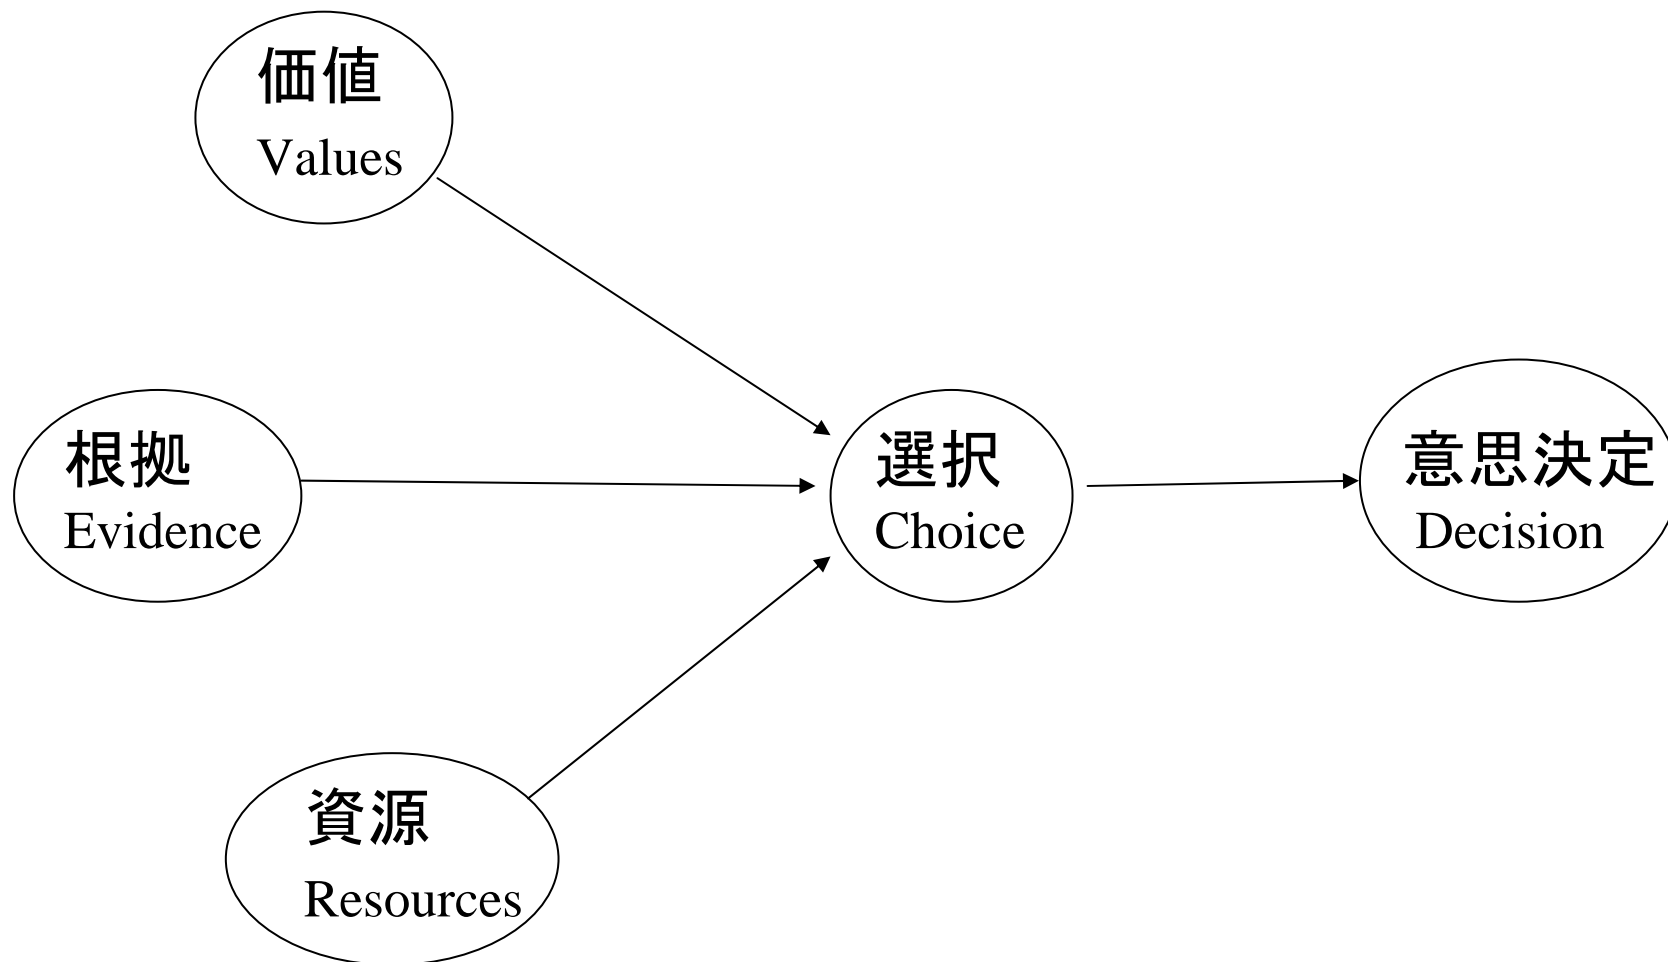 価値
Values
根拠
Evidence
選択
Choice
意思決定
Decision
資源
Resources